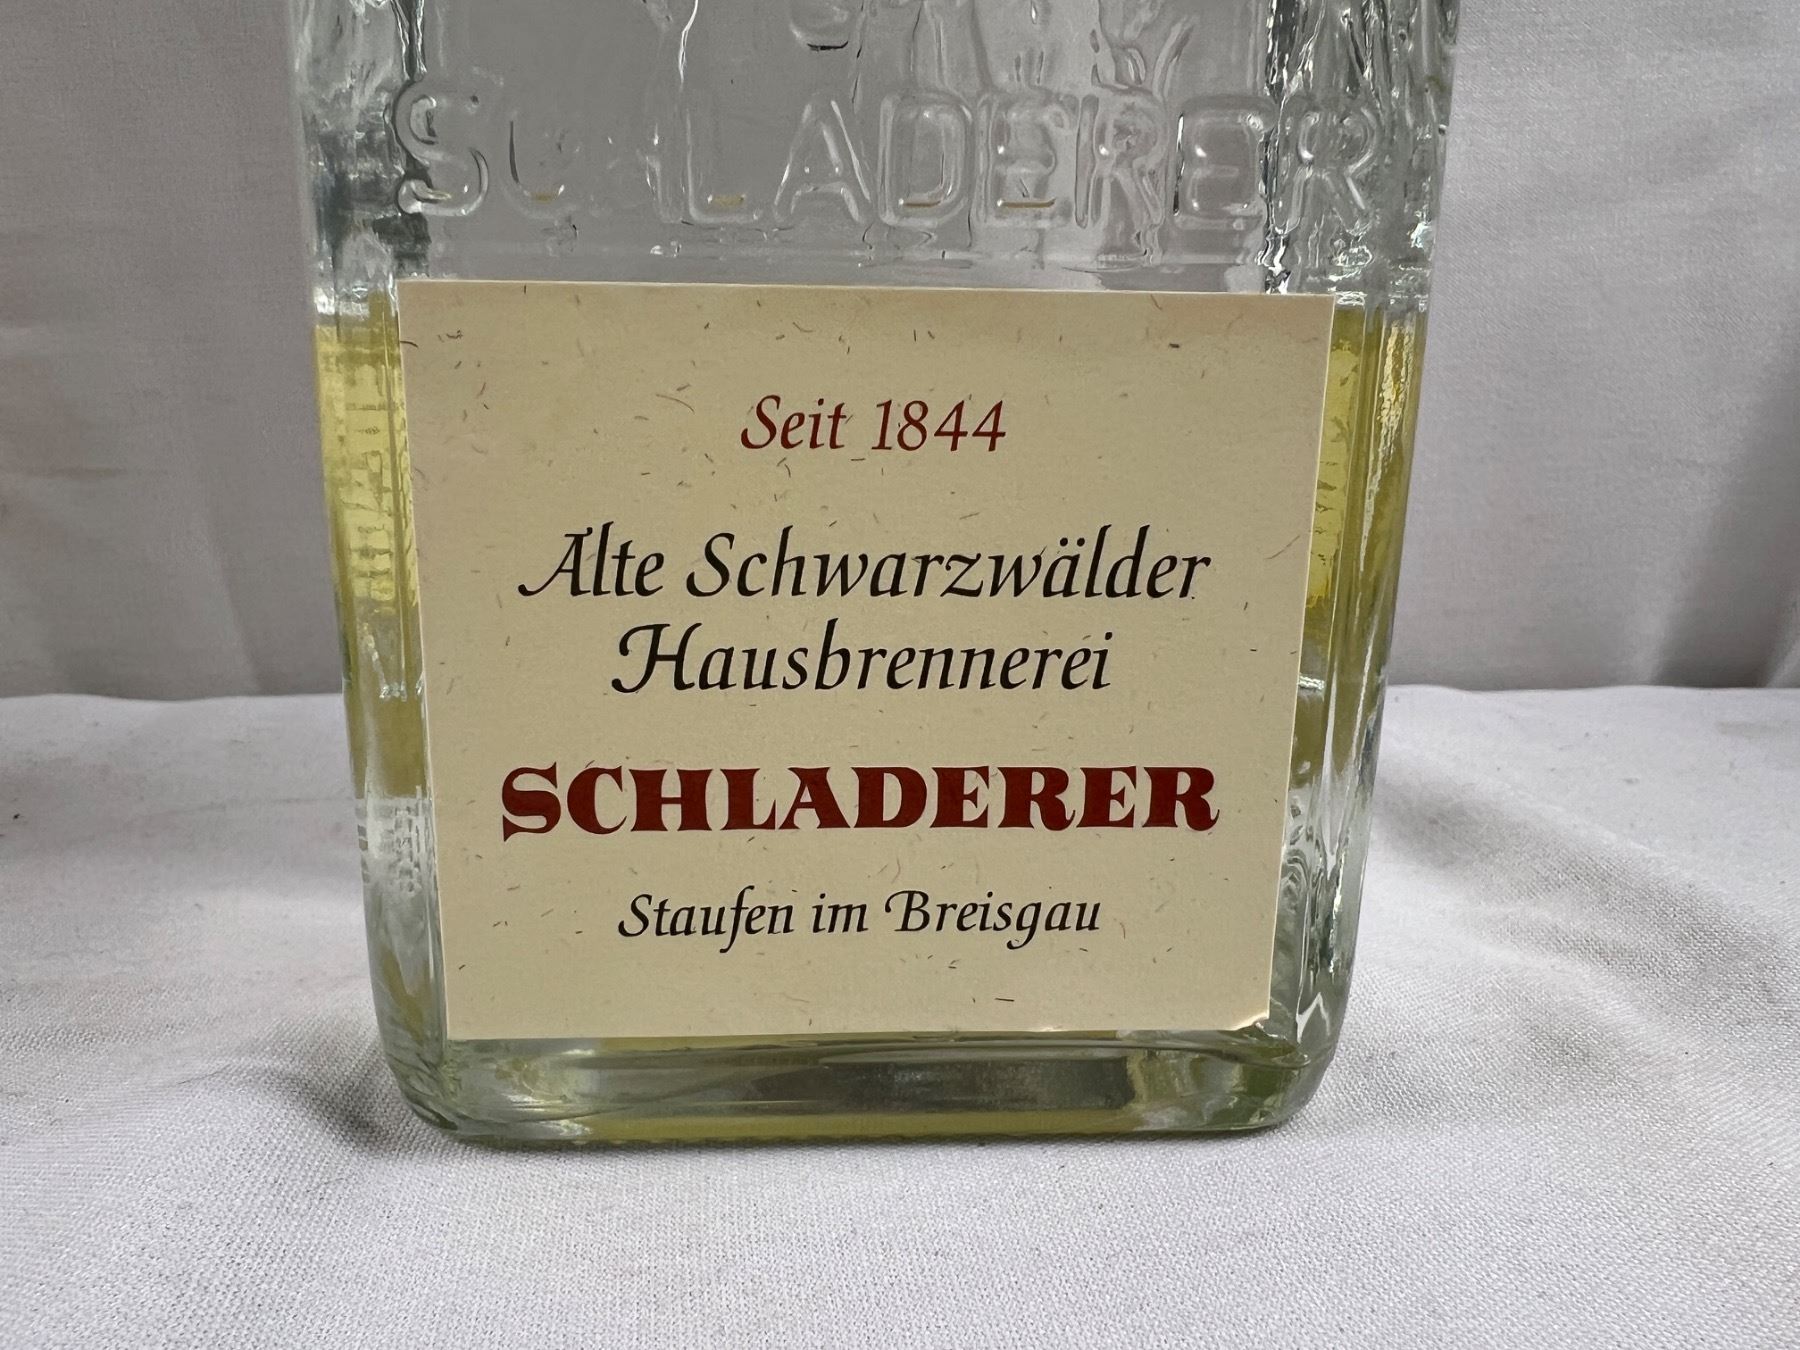 SCHLADERER
Seit 1844
Alte Schwarzwälder
Hausbrennerei
SCHLADERER
Staufen im Breisgau